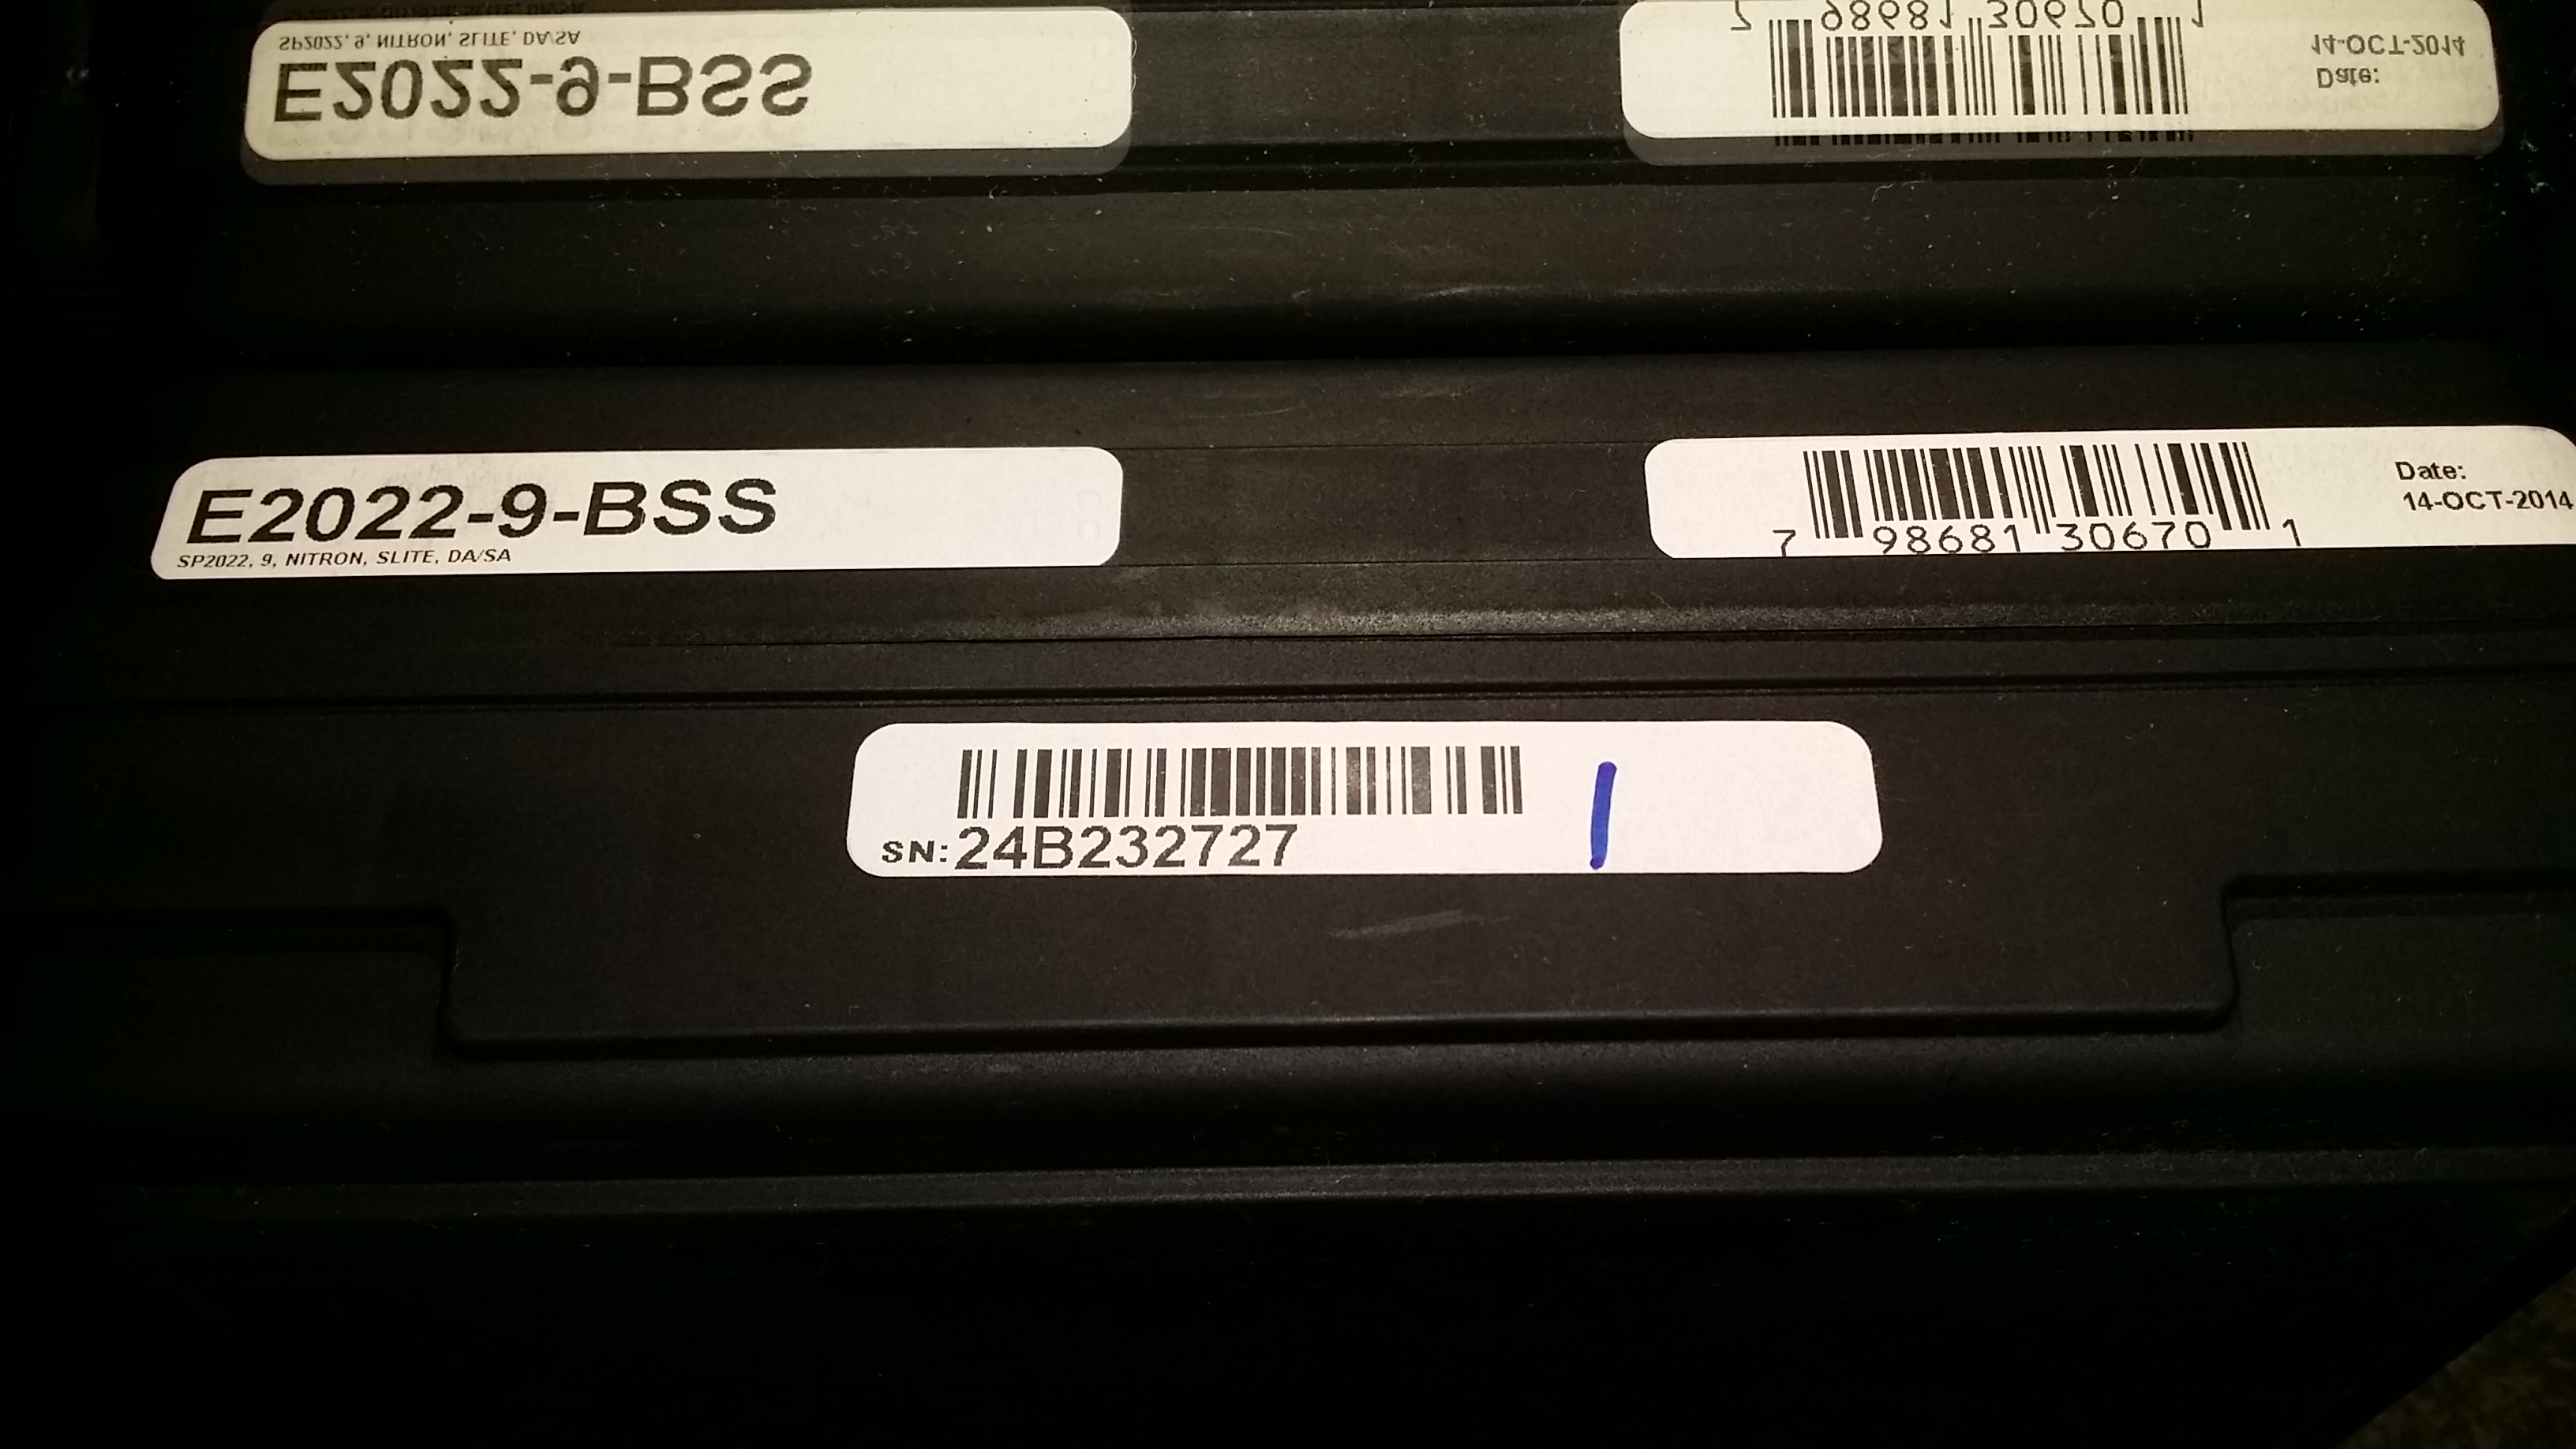 SP2022, 9, NITRON, SLITE, DA/SA
E2022-9-BSS
7 98681 30670 1
14-OCT-2014
Date:
E2022-9-BSS
SP2022, 9, NITRON, SLITE, DA/SA
7 98681 30670 1
Date:
14-OCT-2014
SN:24B232727
1